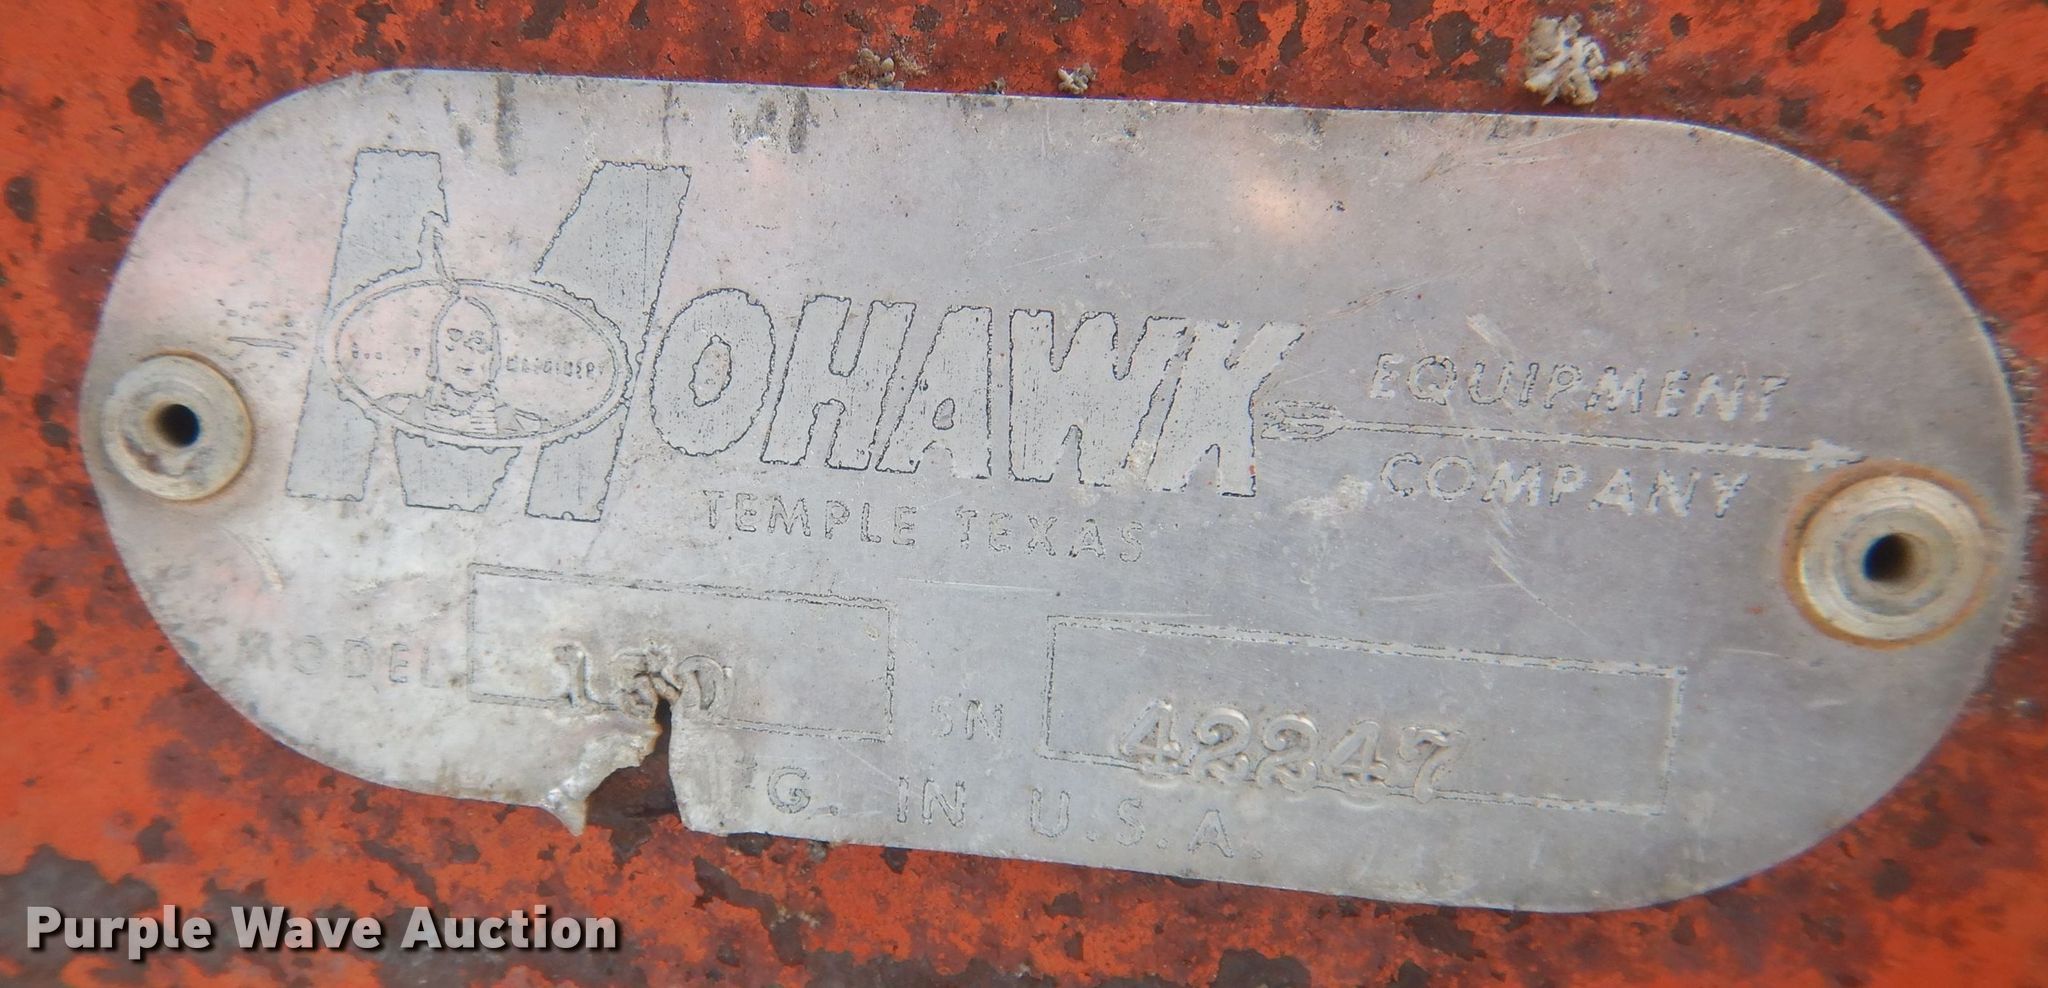 MOHAWK
EQUIPMENT
COMPANY
TEMPLE TEXAS
MODEL
SN 42247
G. IN U.S.A.
Purple Wave Auction